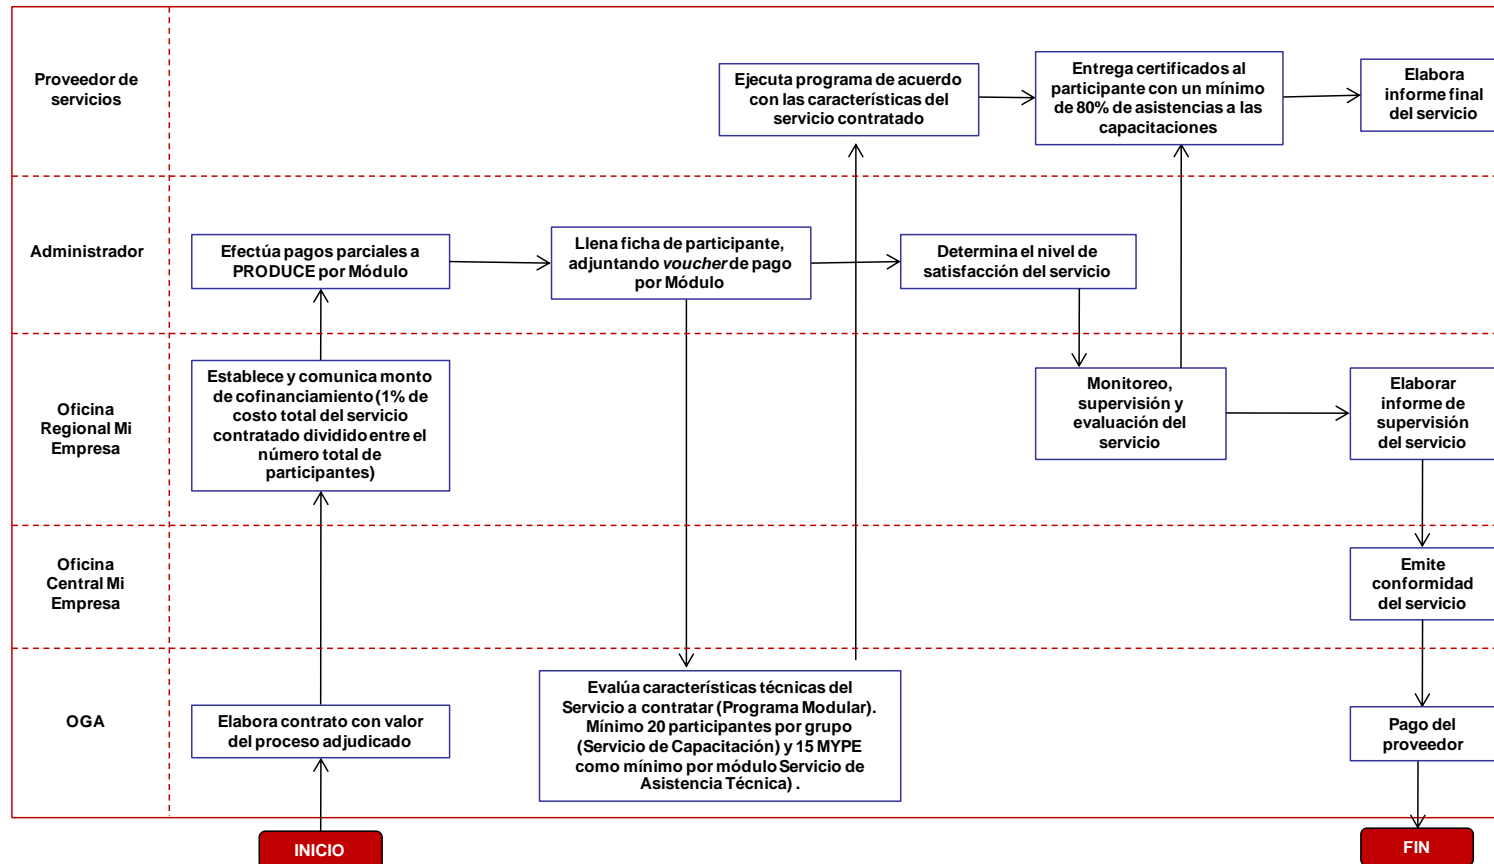 Proveedor de
servicios
Ejecuta programa de acuerdo
con las características del
servicio contratado
Entrega certificados al
participante con un mínimo
de 80% de asistencias a las
capacitaciones
Elabora
informe final
del servicio
Administrador
Efectúa pagos parciales a
PRODUCE por Módulo
Llena ficha de participante,
adjuntando voucher de pago
por Módulo
Determina el nivel de
satisfacción del servicio
Oficina
Regional Mi
Empresa
Establece y comunica monto
de cofinanciamiento (1% de
costo total del servicio
contratado dividido entre el
número total de
participantes)
Monitoreo,
supervisión y
evaluación del
servicio
Elaborar
informe de
supervisión
del servicio
Oficina
Central Mi
Empresa
Emite
conformidad
del servicio
OGA
Elabora contrato con valor
del proceso adjudicado
Evalúa características técnicas del
Servicio a contratar (Programa Modular).
Mínimo 20 participantes por grupo
(Servicio de Capacitación) y 15 MYPE
como mínimo por módulo Servicio de
Asistencia Técnica) .
Pago del
proveedor
INICIO
FIN